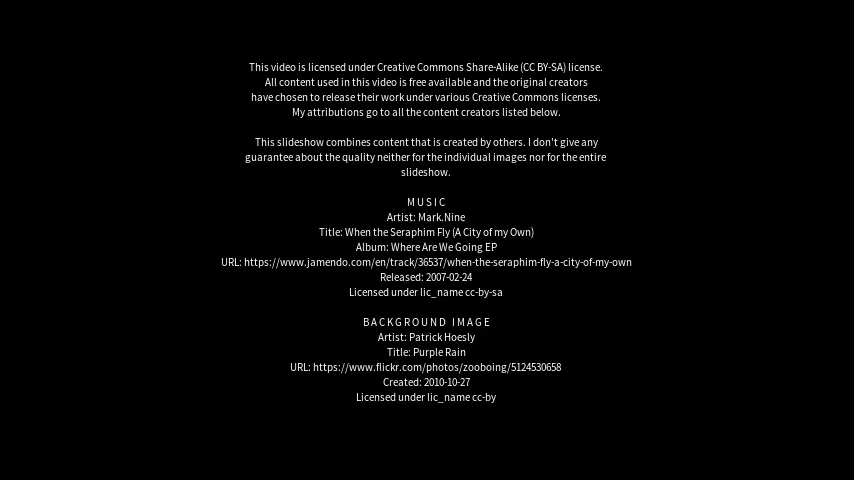 This video is licensed under Creative Commons Share-Alike (CC BY-SA) license.
All content used in this video is free available and the original creators
have chosen to release their work under various Creative Commons licenses.
My attributions go to all the content creators listed below.
This slideshow combines content that is created by others. I don't give any
guarantee about the quality neither for the individual images nor for the entire
slideshow.
MUSIC
Artist: Mark.Nine
Title: When the Seraphim Fly (A City of my Own)
Album: Where Are We Going EP
URL: https://www.jamendo.com/en/track/36537/when-the-seraphim-fly-a-city-of-my-own
Released: 2007-02-24
Licensed under lic_name cc-by-sa
BACKGROUND IMAGE
Artist: Patrick Hoesly
Title: Purple Rain
URL: https://www.flickr.com/photos/zooboing/5124530658
Created: 2010-10-27
Licensed under lic_name cc-by